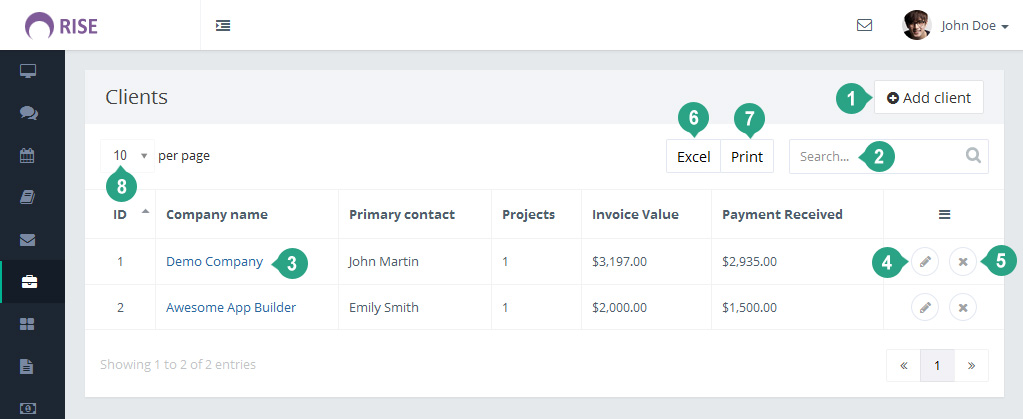 RISE
John Doe
Clients
1 Add client
6 7
10 per page Excel Print Search... 2
8
ID Company name Primary contact Projects Invoice Value Payment Received
1 Demo Company 3 John Martin 1 $3,197.00 $2,935.00 4 5
2 Awesome App Builder Emily Smith 1 $2,000.00 $1,500.00
Showing 1 to 2 of 2 entries « 1 »